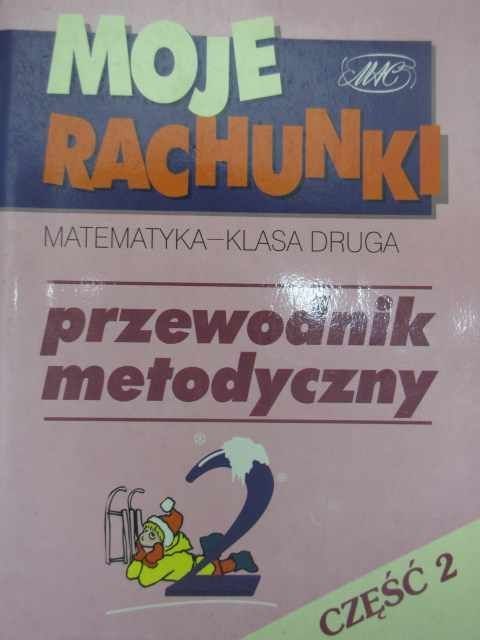 MOJE
MAC
RACHUNKI
MATEMATYKA–KLASA DRUGA
przewodnik
metodyczny
2
CZĘŚĆ 2